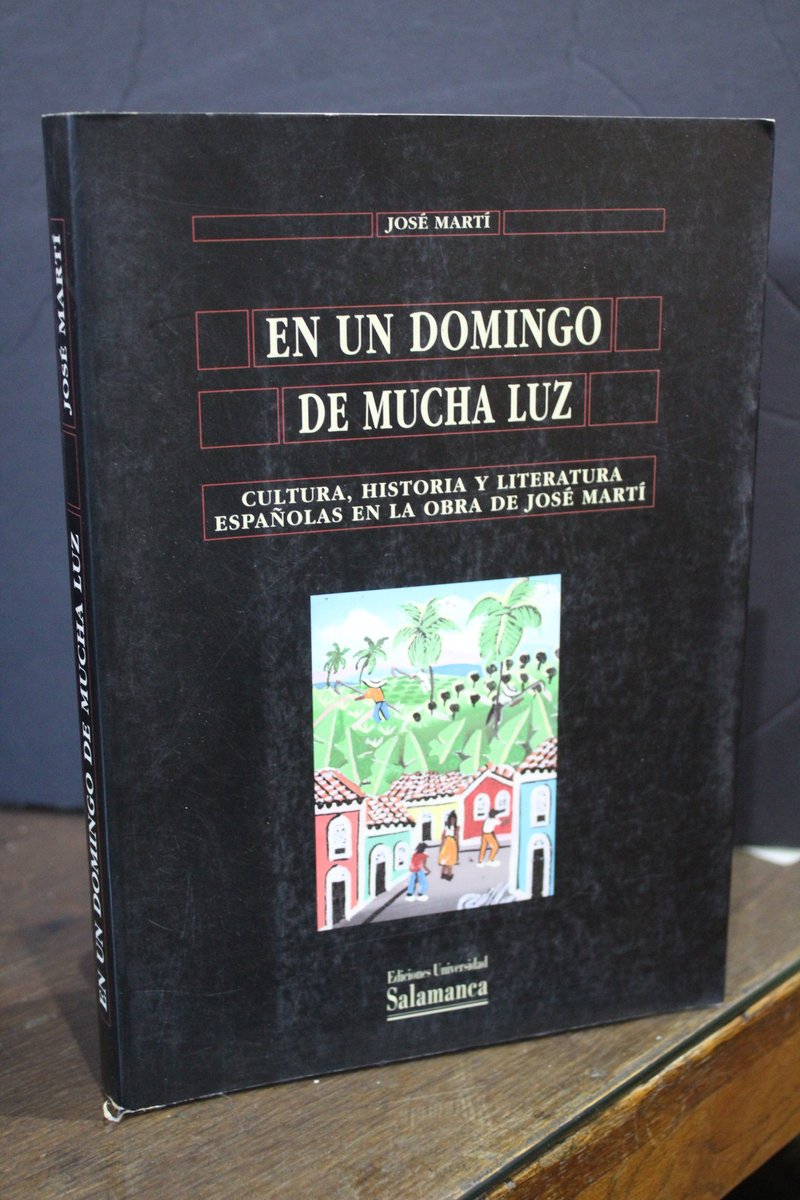 JOSÉ MARTÍ
EN UN DOMINGO
DE MUCHA LUZ
CULTURA, HISTORIA Y LITERATURA
ESPAÑOLAS EN LA OBRA DE JOSÉ MARTÍ
Ediciones Universidad
Salamanca
JOSÉ MARTÍ
EN UN DOMINGO DE MUCHA LUZ